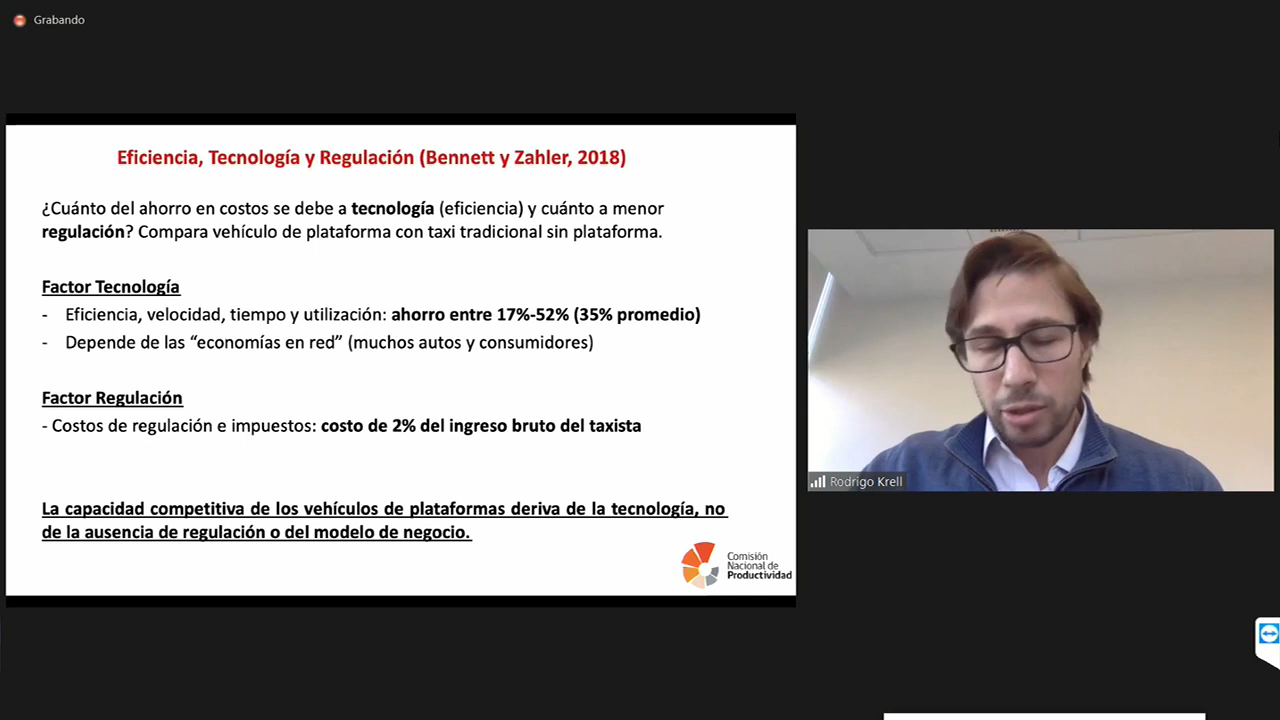 Grabando
Eficiencia, Tecnología y Regulación (Bennett y Zahler, 2018)
¿Cuánto del ahorro en costos se debe a tecnología (eficiencia) y cuánto a menor
regulación? Compara vehículo de plataforma con taxi tradicional sin plataforma.
Factor Tecnología
- Eficiencia, velocidad, tiempo y utilización: ahorro entre 17%-52% (35% promedio)
- Depende de las “economías en red” (muchos autos y consumidores)
Factor Regulación
- Costos de regulación e impuestos: costo de 2% del ingreso bruto del taxista
La capacidad competitiva de los vehículos de plataformas deriva de la tecnología, no
de la ausencia de regulación o del modelo de negocio.
Comisión
Nacional de
Productividad
Rodrigo Krell